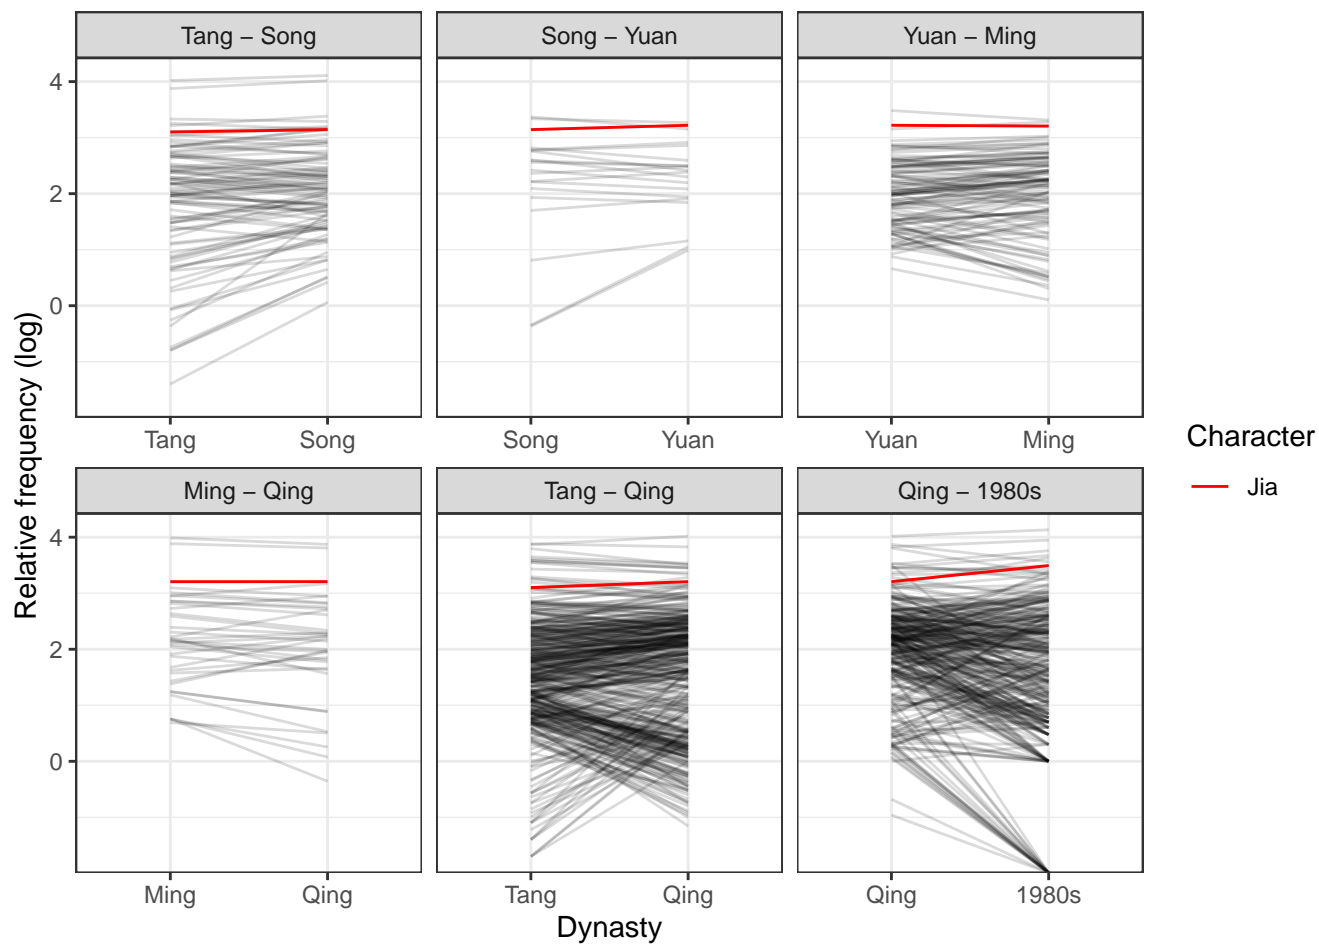 Tang − Song
Song − Yuan
Yuan − Ming
4
2
0
Tang
Song
Song
Yuan
Yuan
Ming
Ming − Qing
Tang − Qing
Qing − 1980s
4
2
0
Ming
Qing
Tang
Qing
Qing
1980s
Dynasty
Relative frequency (log)
Character
Jia